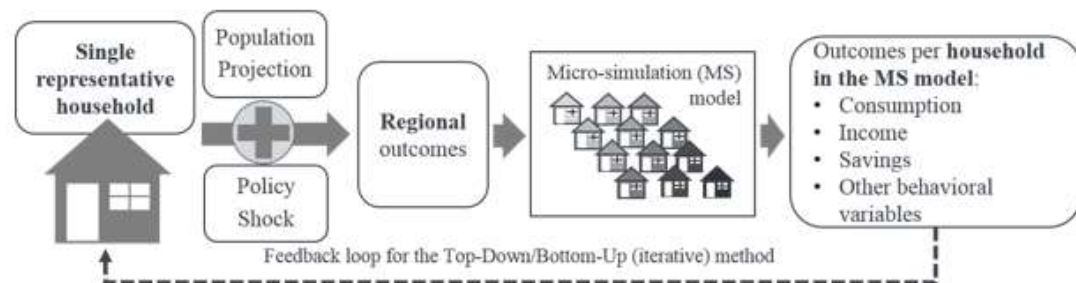 Single
representative
household
Population
Projection
Policy
Shock
Regional
outcomes
Micro-simulation (MS)
model
Outcomes per household
in the MS model:
• Consumption
• Income
• Savings
• Other behavioral
variables
Feedback loop for the Top-Down/Bottom-Up (iterative) method